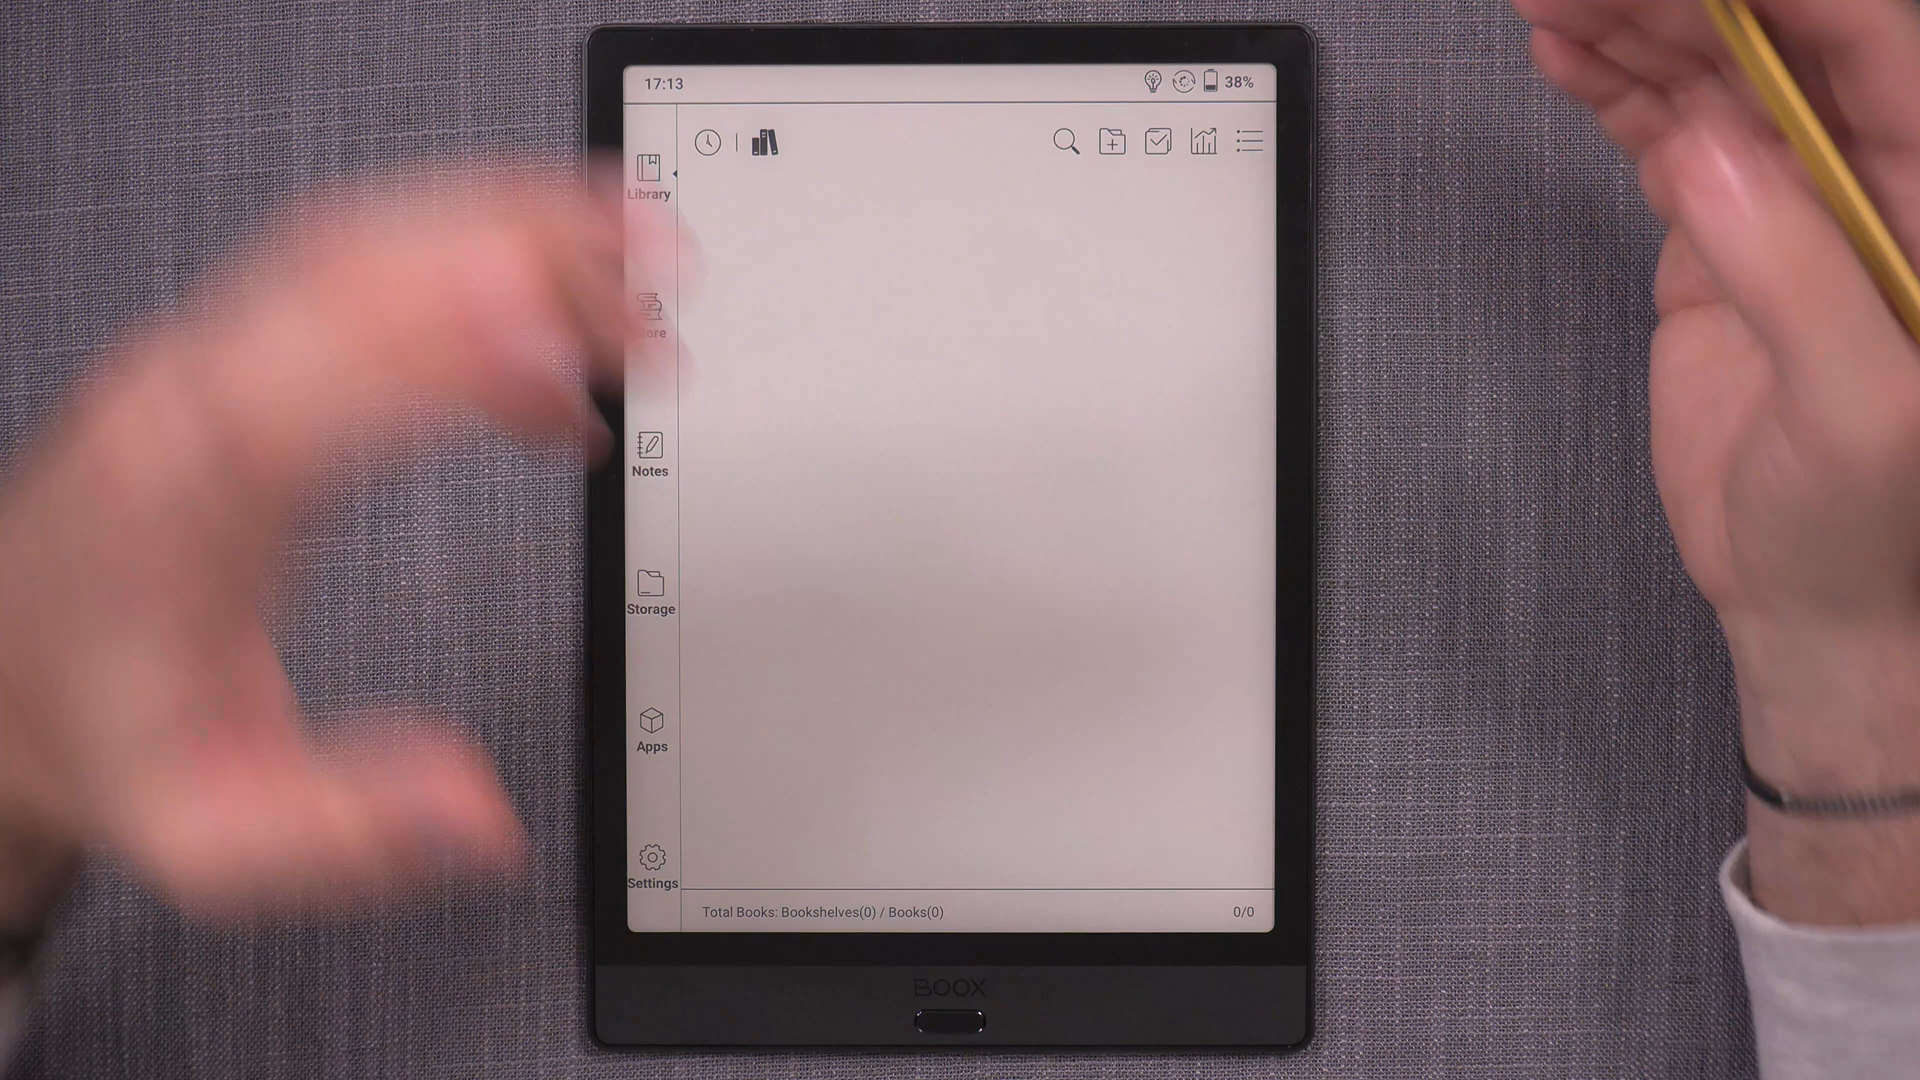 17:13
38%
Library
Notes
Storage
Apps
Settings
Total Books: Bookshelves(0) / Books(0)
0/0
BOOX